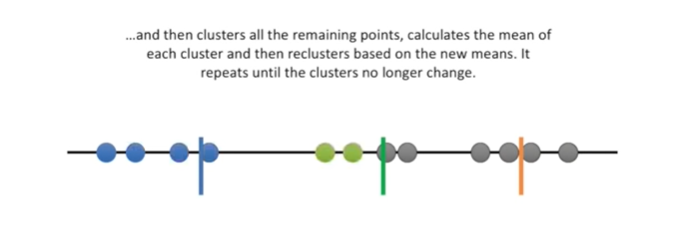 ...and then clusters all the remaining points, calculates the mean of
each cluster and then reclusters based on the new means. It
repeats until the clusters no longer change.